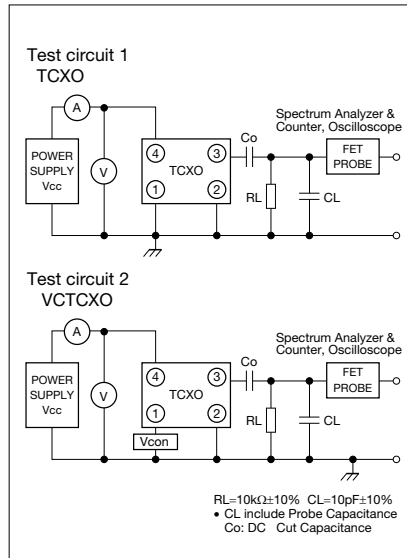 Test circuit 1
TCXO
A
POWER
SUPPLY
Vcc
V
4
3
TCXO
1
2
Co
RL
CL
Spectrum Analyzer &
Counter, Oscilloscope
FET
PROBE
Test circuit 2
VCTCXO
A
POWER
SUPPLY
Vcc
V
4
3
TCXO
1
2
Vcon
Co
RL
CL
Spectrum Analyzer &
Counter, Oscilloscope
FET
PROBE
RL=10kΩ±10% CL=10pF±10%
• CL include Probe Capacitance
Co: DC Cut Capacitance